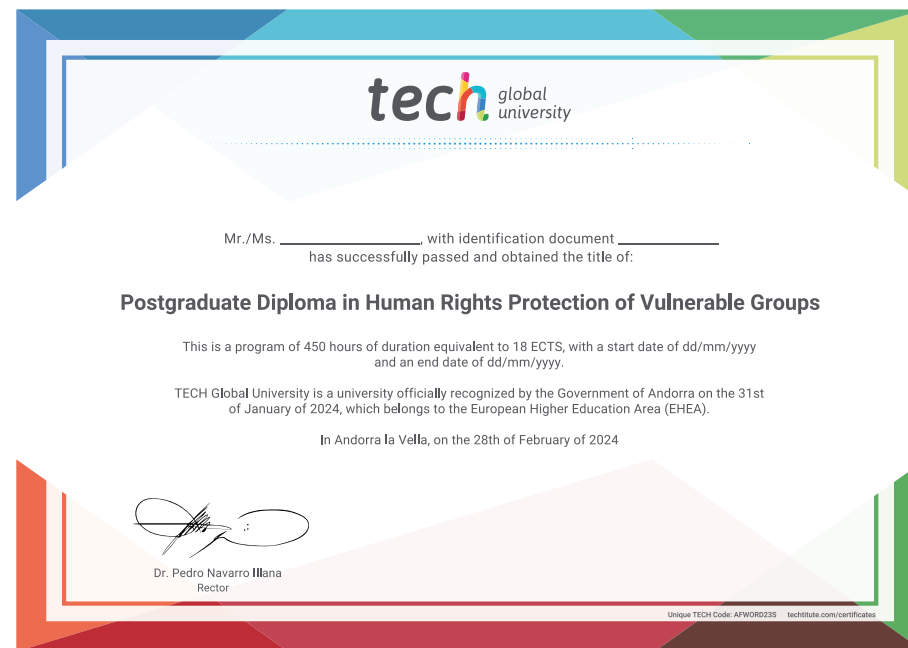 tech global university
Mr./Ms. ____________________, with identification document ______________
has successfully passed and obtained the title of:
Postgraduate Diploma in Human Rights Protection of Vulnerable Groups
This is a program of 450 hours of duration equivalent to 18 ECTS, with a start date of dd/mm/yyyy
and an end date of dd/mm/yyyy.
TECH Global University is a university officially recognized by the Government of Andorra on the 31st
of January of 2024, which belongs to the European Higher Education Area (EHEA).
In Andorra la Vella, on the 28th of February of 2024
Dr. Pedro Navarro Illana
Rector
Unique TECH Code: AFWORD23S techtitute.com/certificates